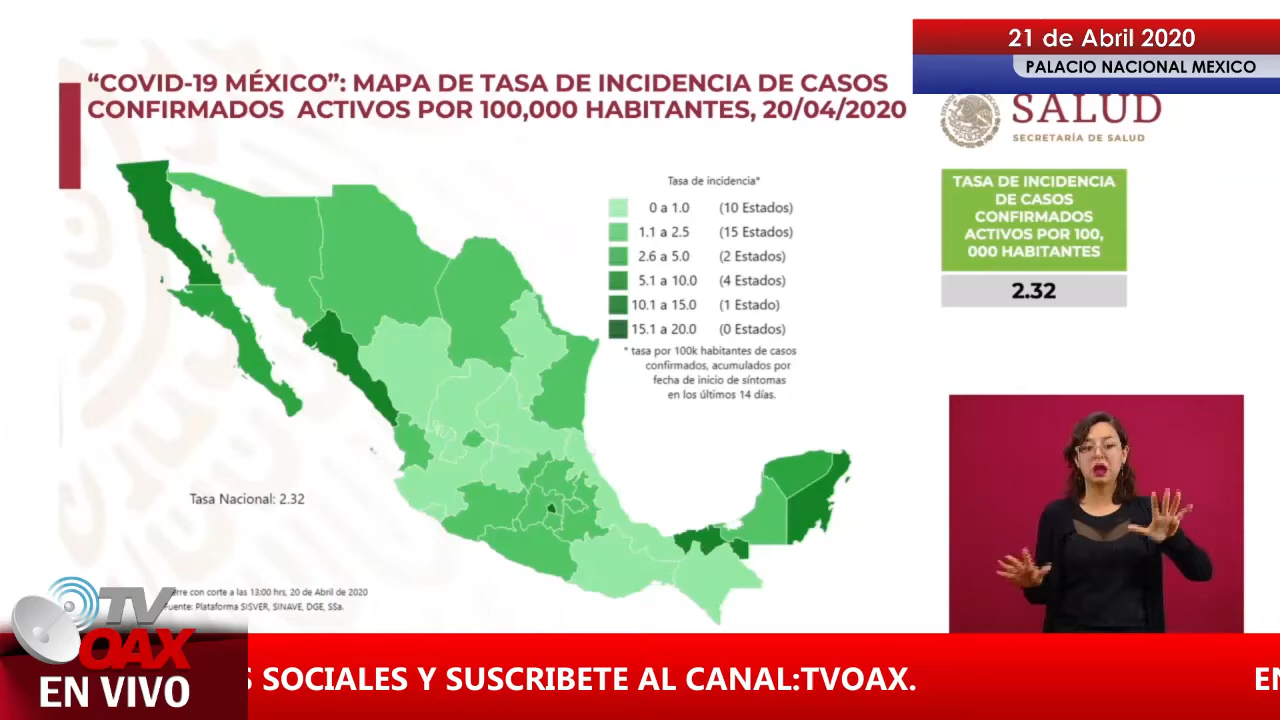 21 de Abril 2020
PALACIO NACIONAL MEXICO
“COVID-19 MÉXICO”: MAPA DE TASA DE INCIDENCIA DE CASOS
CONFIRMADOS ACTIVOS POR 100,000 HABITANTES, 20/04/2020
SALUD
SECRETARÍA DE SALUD
TASA DE INCIDENCIA
DE CASOS
CONFIRMADOS
ACTIVOS POR 100,
000 HABITANTES
2.32
Tasa de incidencia*
0 a 1.0 (10 Estados)
1.1 a 2.5 (15 Estados)
2.6 a 5.0 (2 Estados)
5.1 a 10.0 (4 Estados)
10.1 a 15.0 (1 Estado)
15.1 a 20.0 (0 Estados)
* tasa por 100k habitantes de casos
confirmados, acumulados por
fecha de inicio de síntomas
en los últimos 14 días.
Tasa Nacional: 2.32
erre con corte a las 13:00 hrs, 20 de Abril de 2020
Fuente: Plataforma SISVER, SINAVE, DGE, SSa.
TV
OAX
EN VIVO
S SOCIALES Y SUSCRIBETE AL CANAL:TVOAX.
EN